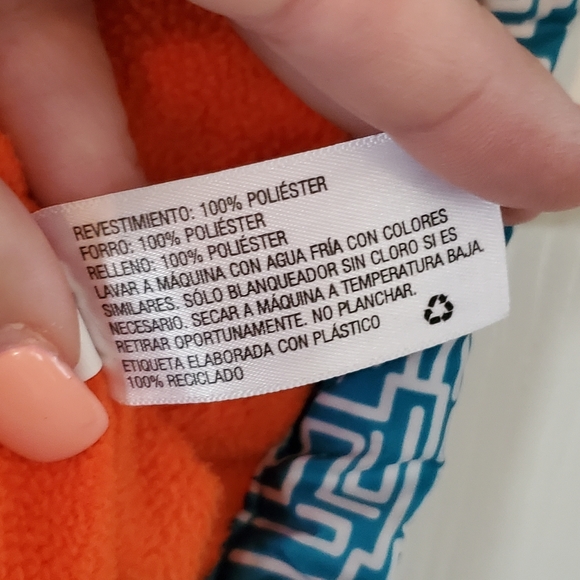 REVESTIMIENTO: 100% POLIÉSTER
FORRO: 100% POLIÉSTER
RELLENO: 100% POLIÉSTER
LAVAR A MÁQUINA CON AGUA FRÍA CON COLORES
SIMILARES. SÓLO BLANQUEADOR SIN CLORO SI ES
NECESARIO. SECAR A MÁQUINA A TEMPERATURA BAJA.
RETIRAR OPORTUNAMENTE. NO PLANCHAR.
ETIQUETA ELABORADA CON PLÁSTICO
100% RECICLADO